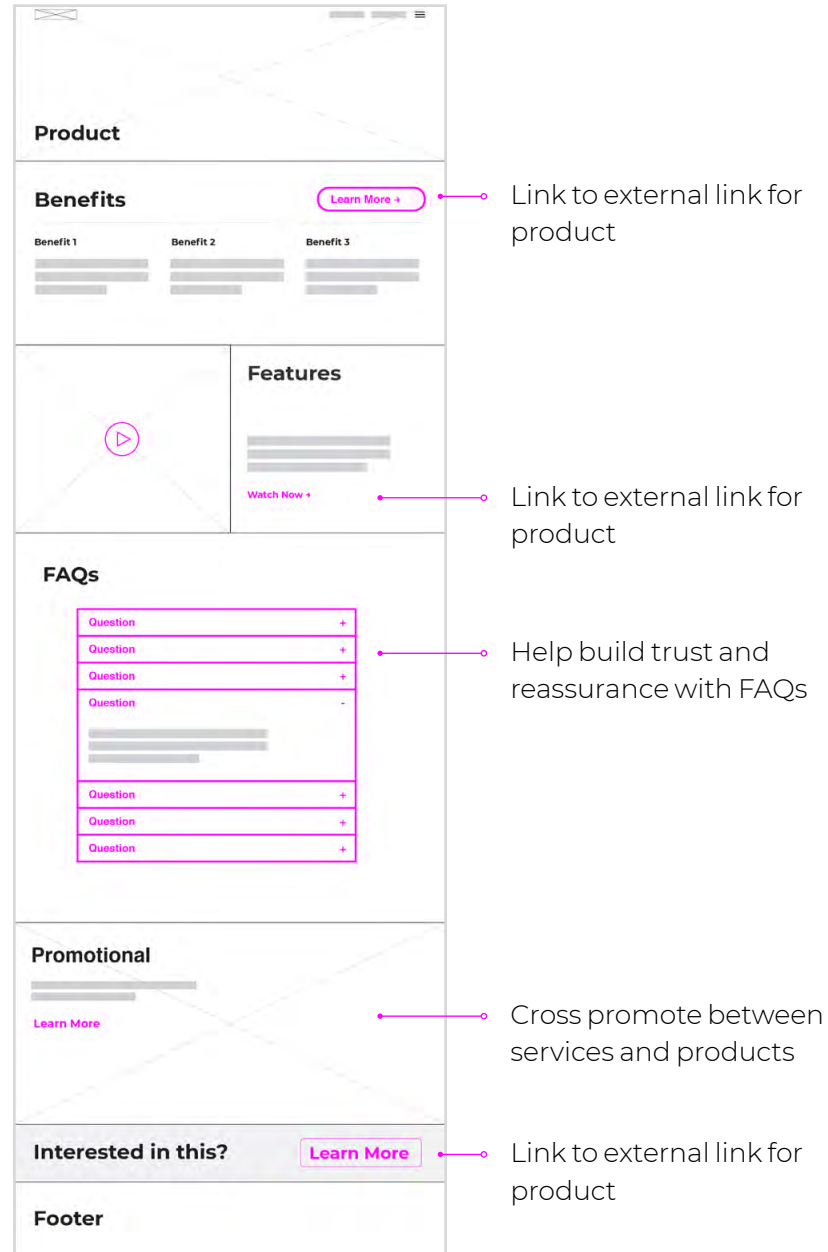 Product
Benefits
Learn More →
Link to external link for
product
Benefit 1
Benefit 2
Benefit 3
Features
Watch Now →
Link to external link for
product
FAQs
Question +
Question +
Question +
Question -
Question +
Question +
Question +
Help build trust and
reassurance with FAQs
Promotional
Learn More
Cross promote between
services and products
Interested in this?
Learn More
Link to external link for
product
Footer